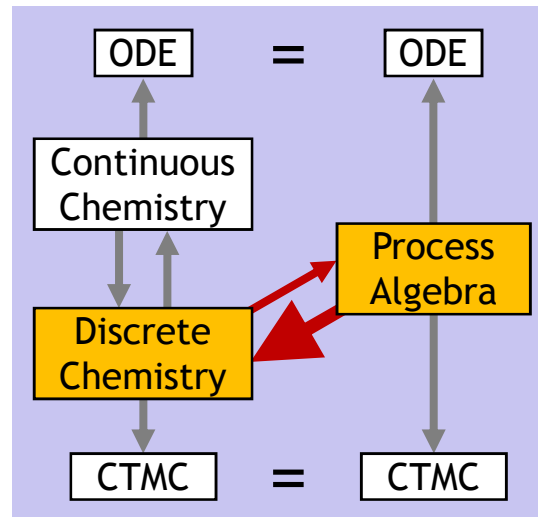 ODE = ODE
Continuous
Chemistry
Process
Algebra
Discrete
Chemistry
CTMC = CTMC